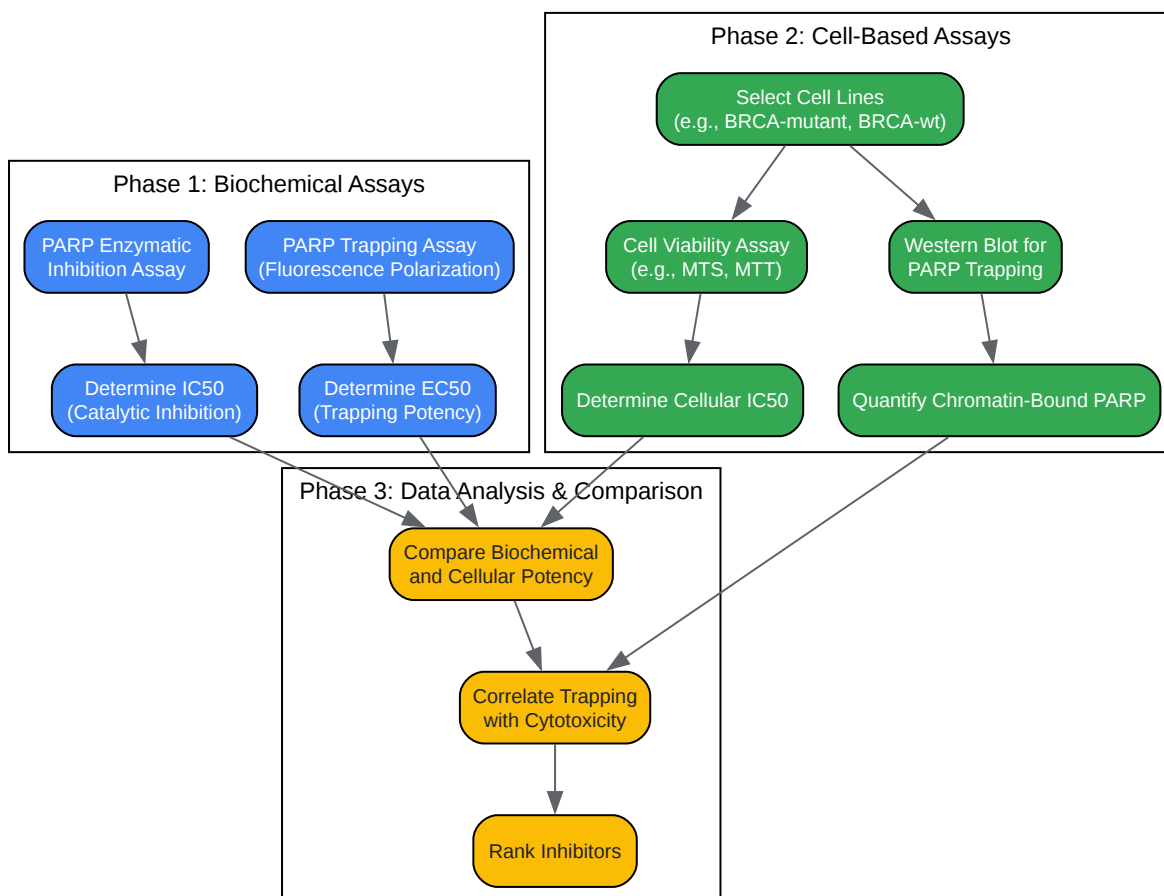 Phase 2: Cell-Based Assays
Select Cell Lines
(e.g., BRCA-mutant, BRCA-wt)
Phase 1: Biochemical Assays
PARP Enzymatic
Inhibition Assay
PARP Trapping Assay
(Fluorescence Polarization)
Cell Viability Assay
(e.g., MTS, MTT)
Western Blot for
PARP Trapping
Determine IC50
(Catalytic Inhibition)
Determine EC50
(Trapping Potency)
Determine Cellular IC50
Quantify Chromatin-Bound PARP
Phase 3: Data Analysis & Comparison
Compare Biochemical
and Cellular Potency
Correlate Trapping
with Cytotoxicity
Rank Inhibitors